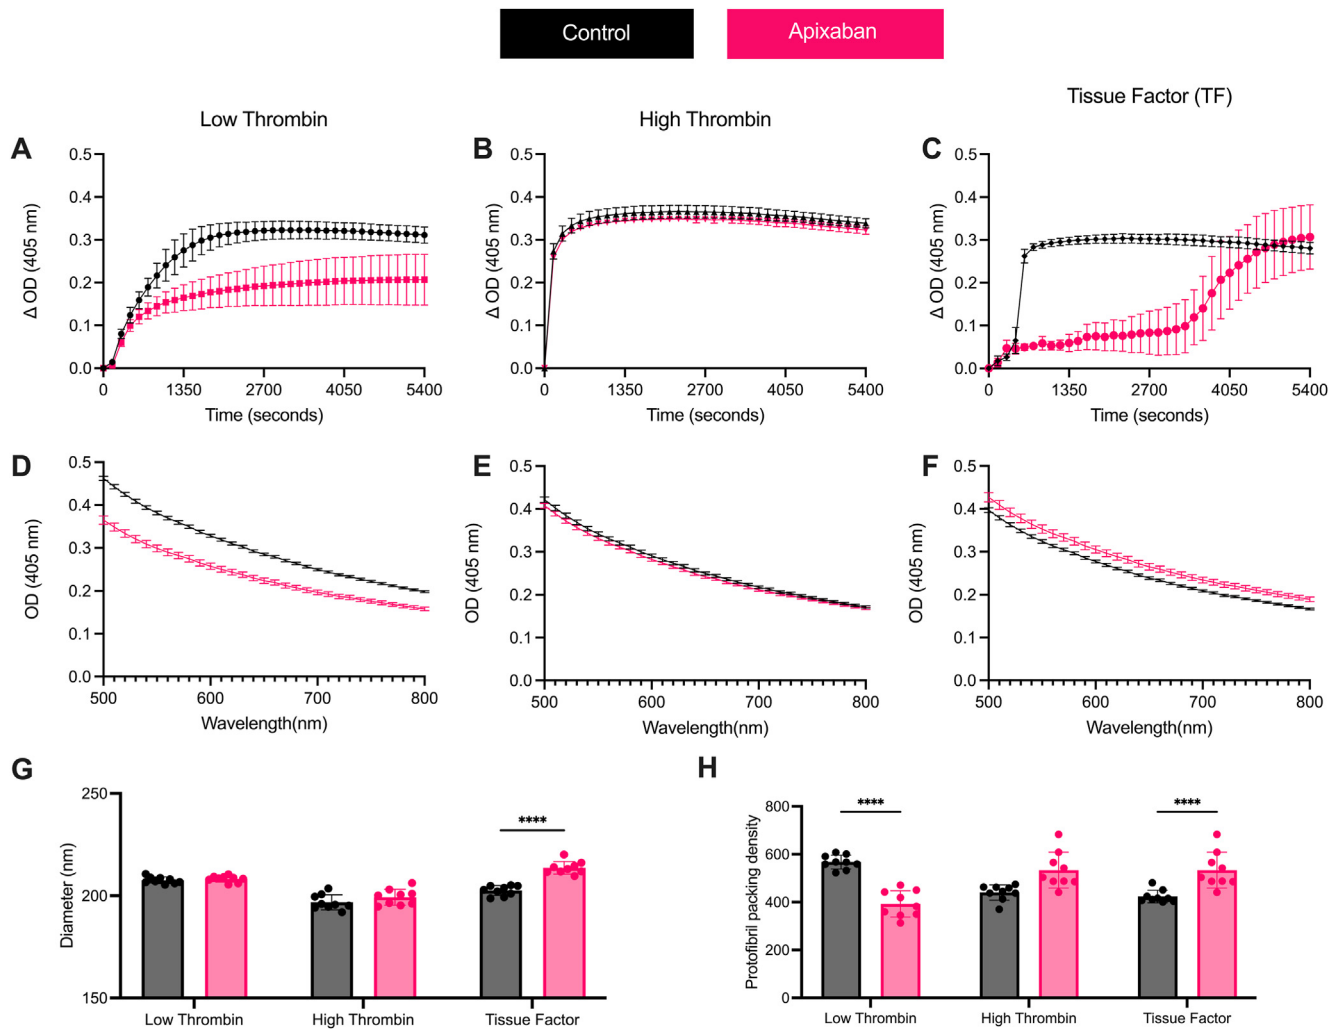 Control
Apixaban
Low Thrombin
High Thrombin
Tissue Factor (TF)
A
0.5
0.4
0.3
0.2
0.1
0.0
Δ OD (405 nm)
0
1350
2700
4050
5400
Time (seconds)
B
0.5
0.4
0.3
0.2
0.1
0.0
Δ OD (405 nm)
0
1350
2700
4050
5400
Time (seconds)
C
0.5
0.4
0.3
0.2
0.1
0.0
Δ OD (405 nm)
0
1350
2700
4050
5400
Time (seconds)
D
0.5
0.4
0.3
0.2
0.1
0.0
OD (405 nm)
500
600
700
800
Wavelength(nm)
E
0.5
0.4
0.3
0.2
0.1
0.0
OD (405 nm)
500
600
700
800
Wavelength(nm)
F
0.5
0.4
0.3
0.2
0.1
0.0
OD (405 nm)
500
600
700
800
Wavelength(nm)
G
250
200
150
Diameter (nm)
****
Low Thrombin
High Thrombin
Tissue Factor
H
800
600
400
200
0
Protofibril packing density
****
****
Low Thrombin
High Thrombin
Tissue Factor